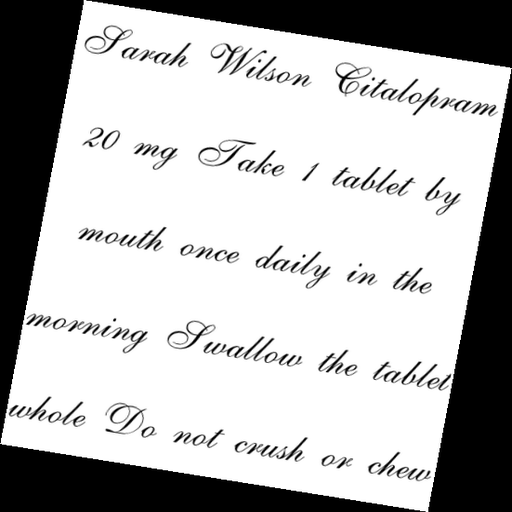 Sarah Wilson Citalopram
20 mg Take 1 tablet by
mouth once daily in the
morning Swallow the tablet
whole Do not crush or chew